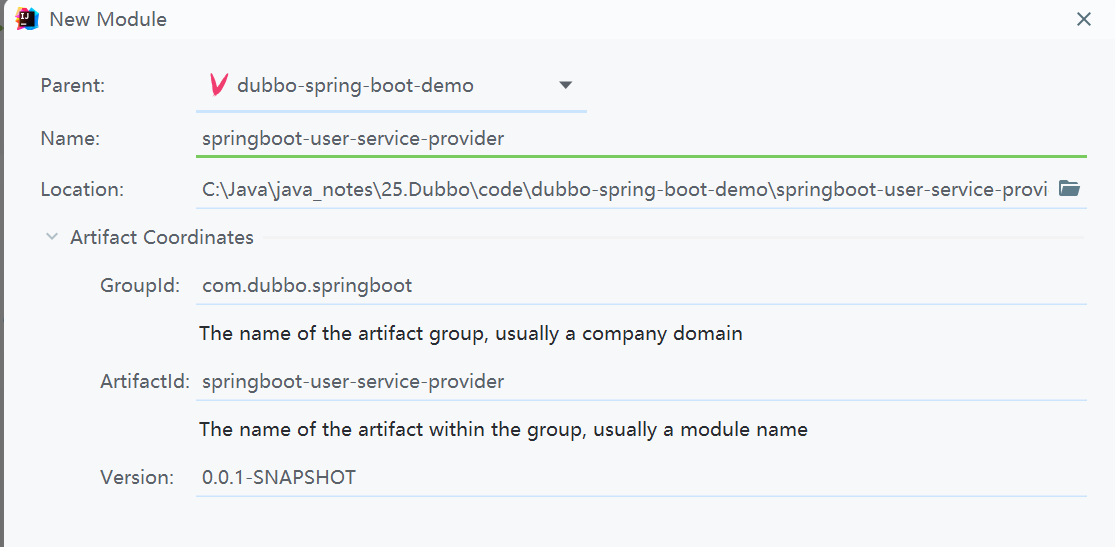 New Module
Parent: dubbo-spring-boot-demo
Name: springboot-user-service-provider
Location: C:\Java\java_notes\25.Dubbo\code\dubbo-spring-boot-demo\springboot-user-service-provi
Artifact Coordinates
GroupId: com.dubbo.springboot
The name of the artifact group, usually a company domain
ArtifactId: springboot-user-service-provider
The name of the artifact within the group, usually a module name
Version: 0.0.1-SNAPSHOT